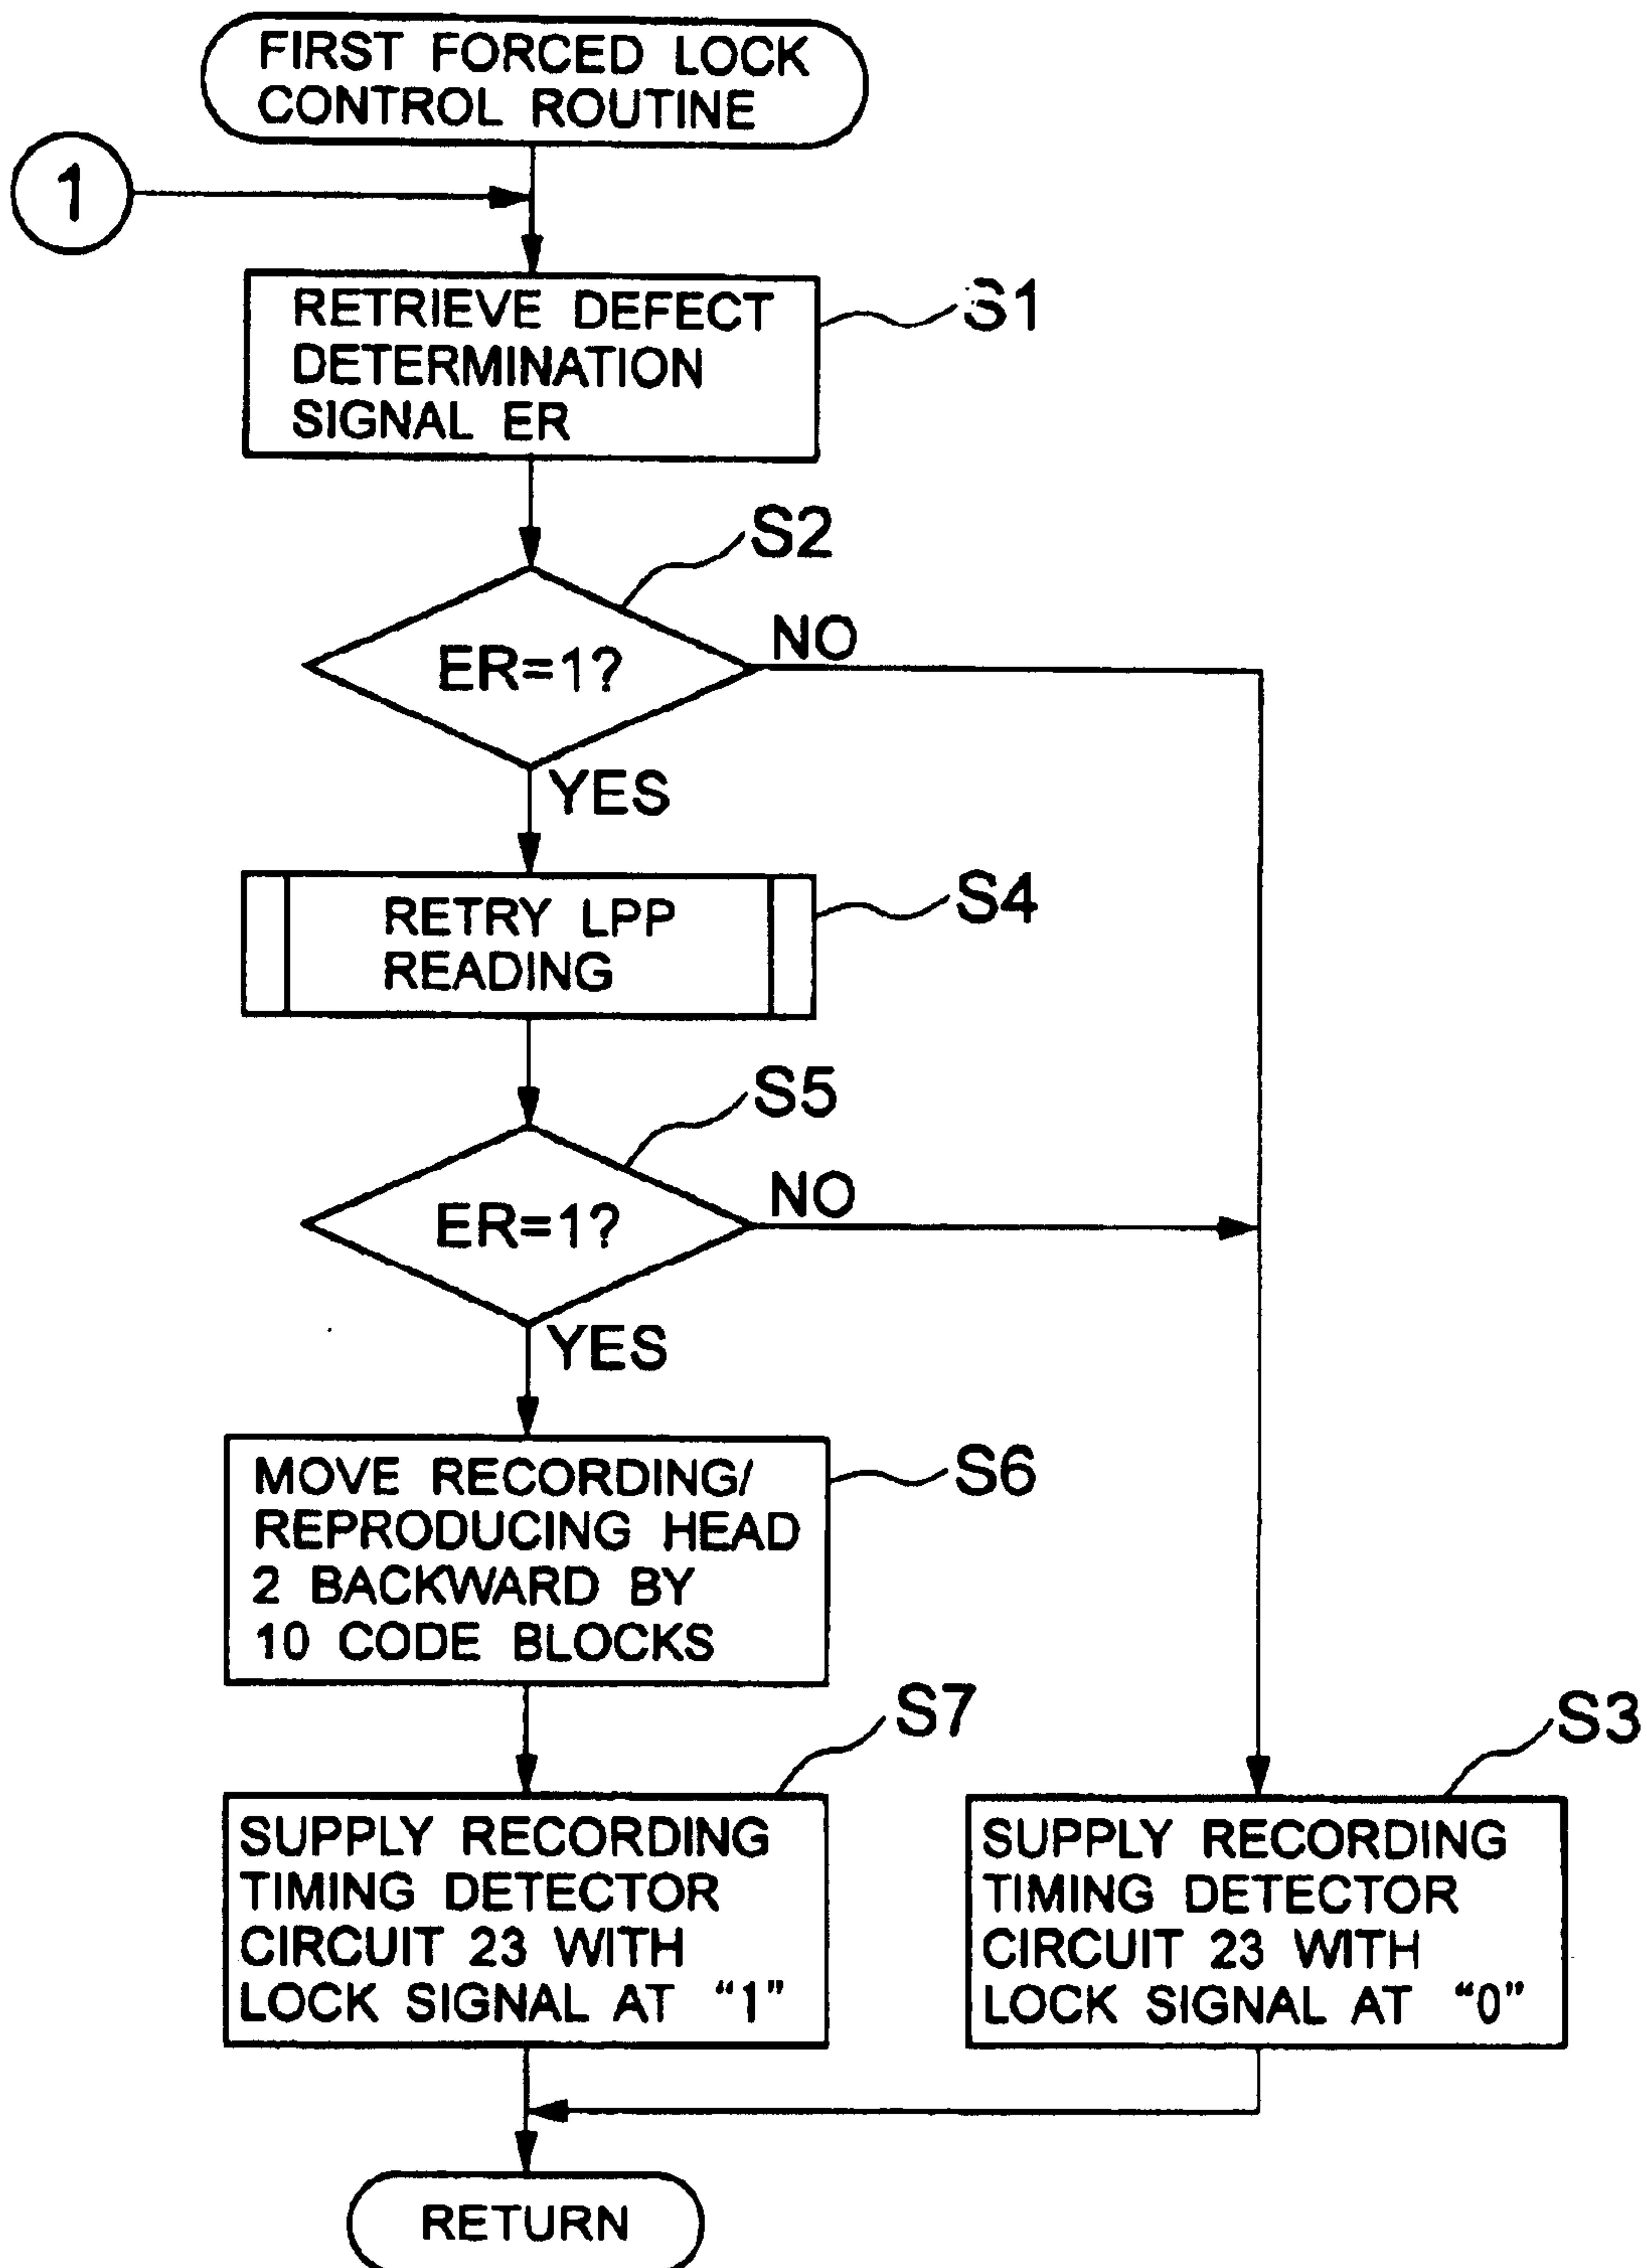 FIRST FORCED LOCK
CONTROL ROUTINE
1
RETRIEVE DEFECT
DETERMINATION
SIGNAL ER
S1
S2
ER=1?
NO
YES
RETRY LPP
READING
S4
S5
ER=1?
NO
YES
MOVE RECORDING/
REPRODUCING HEAD
2 BACKWARD BY
10 CODE BLOCKS
S6
S7
SUPPLY RECORDING
TIMING DETECTOR
CIRCUIT 23 WITH
LOCK SIGNAL AT “1”
S3
SUPPLY RECORDING
TIMING DETECTOR
CIRCUIT 23 WITH
LOCK SIGNAL AT “0”
RETURN